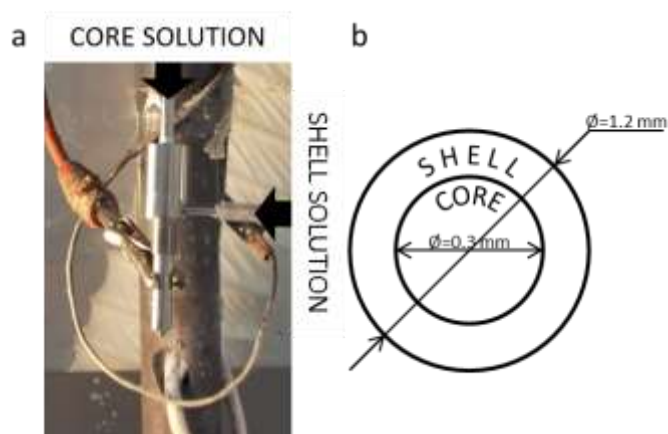 a
CORE SOLUTION
SHELL SOLUTION
b
Ø=1.2 mm
SHELL
CORE
Ø=0.3 mm